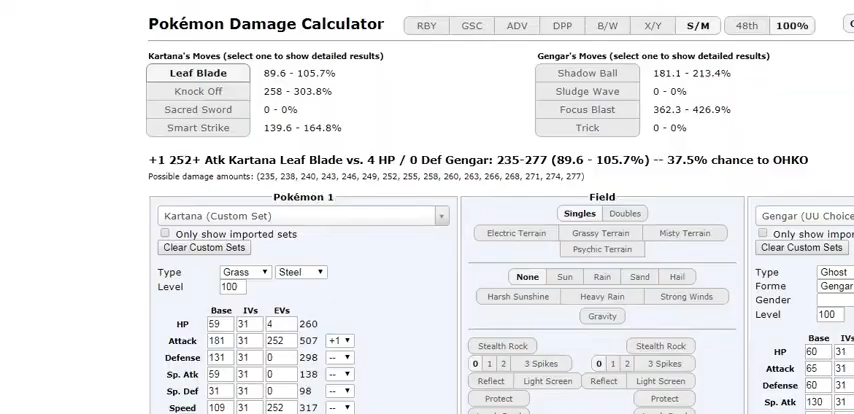 Pokémon Damage Calculator RBY GSC ADV DPP B/W X/Y S/M 48th 100%
Kartana's Moves (select one to show detailed results) Gengar's Moves (select one to show detailed results)
Leaf Blade 89.6 - 105.7% Shadow Ball 181.1 - 213.4%
Knock Off 258 - 303.8% Sludge Wave 0 - 0%
Sacred Sword 0 - 0% Focus Blast 362.3 - 426.9%
Smart Strike 139.6 - 164.8% Trick 0 - 0%
+1 252+ Atk Kartana Leaf Blade vs. 4 HP / 0 Def Gengar: 235-277 (89.6 - 105.7%) -- 37.5% chance to OHKO
Possible damage amounts: (235, 238, 240, 243, 246, 249, 252, 255, 258, 260, 263, 266, 268, 271, 274, 277)
Pokémon 1
Kartana (Custom Set)
Only show imported sets
Clear Custom Sets
Type Grass Steel
Level 100
Base IVs EVs
HP 59 31 4 260
Attack 181 31 252 507 +1
Defense 131 31 0 298 --
Sp. Atk 59 31 0 138 --
Sp. Def 31 31 0 98 --
Speed 109 31 252 317 --
Field
Singles Doubles
Electric Terrain Grassy Terrain Misty Terrain
Psychic Terrain
None Sun Rain Sand Hail
Harsh Sunshine Heavy Rain Strong Winds
Gravity
Stealth Rock Stealth Rock
0 1 2 3 Spikes 0 1 2 3 Spikes
Reflect Light Screen Reflect Light Screen
Protect Protect
Gengar (UU Choice
Only show impor
Clear Custom Sets
Type Ghost
Forme Gengar
Gender
Level 100
Base IVs
HP 60 31
Attack 65 31
Defense 60 31
Sp. Atk 130 31